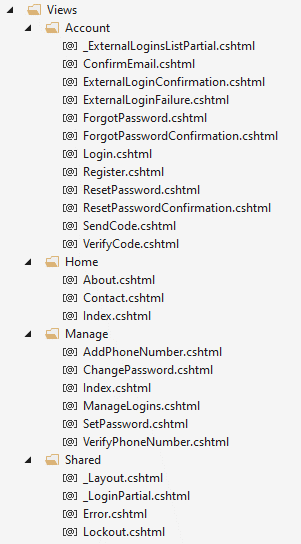 Views
Account
[@] _ExternalLoginsListPartial.cshtml
[@] ConfirmEmail.cshtml
[@] ExternalLoginConfirmation.cshtml
[@] ExternalLoginFailure.cshtml
[@] ForgotPassword.cshtml
[@] ForgotPasswordConfirmation.cshtml
[@] Login.cshtml
[@] Register.cshtml
[@] ResetPassword.cshtml
[@] ResetPasswordConfirmation.cshtml
[@] SendCode.cshtml
[@] VerifyCode.cshtml
Home
[@] About.cshtml
[@] Contact.cshtml
[@] Index.cshtml
Manage
[@] AddPhoneNumber.cshtml
[@] ChangePassword.cshtml
[@] Index.cshtml
[@] ManageLogins.cshtml
[@] SetPassword.cshtml
[@] VerifyPhoneNumber.cshtml
Shared
[@] _Layout.cshtml
[@] _LoginPartial.cshtml
[@] Error.cshtml
[@] Lockout.cshtml